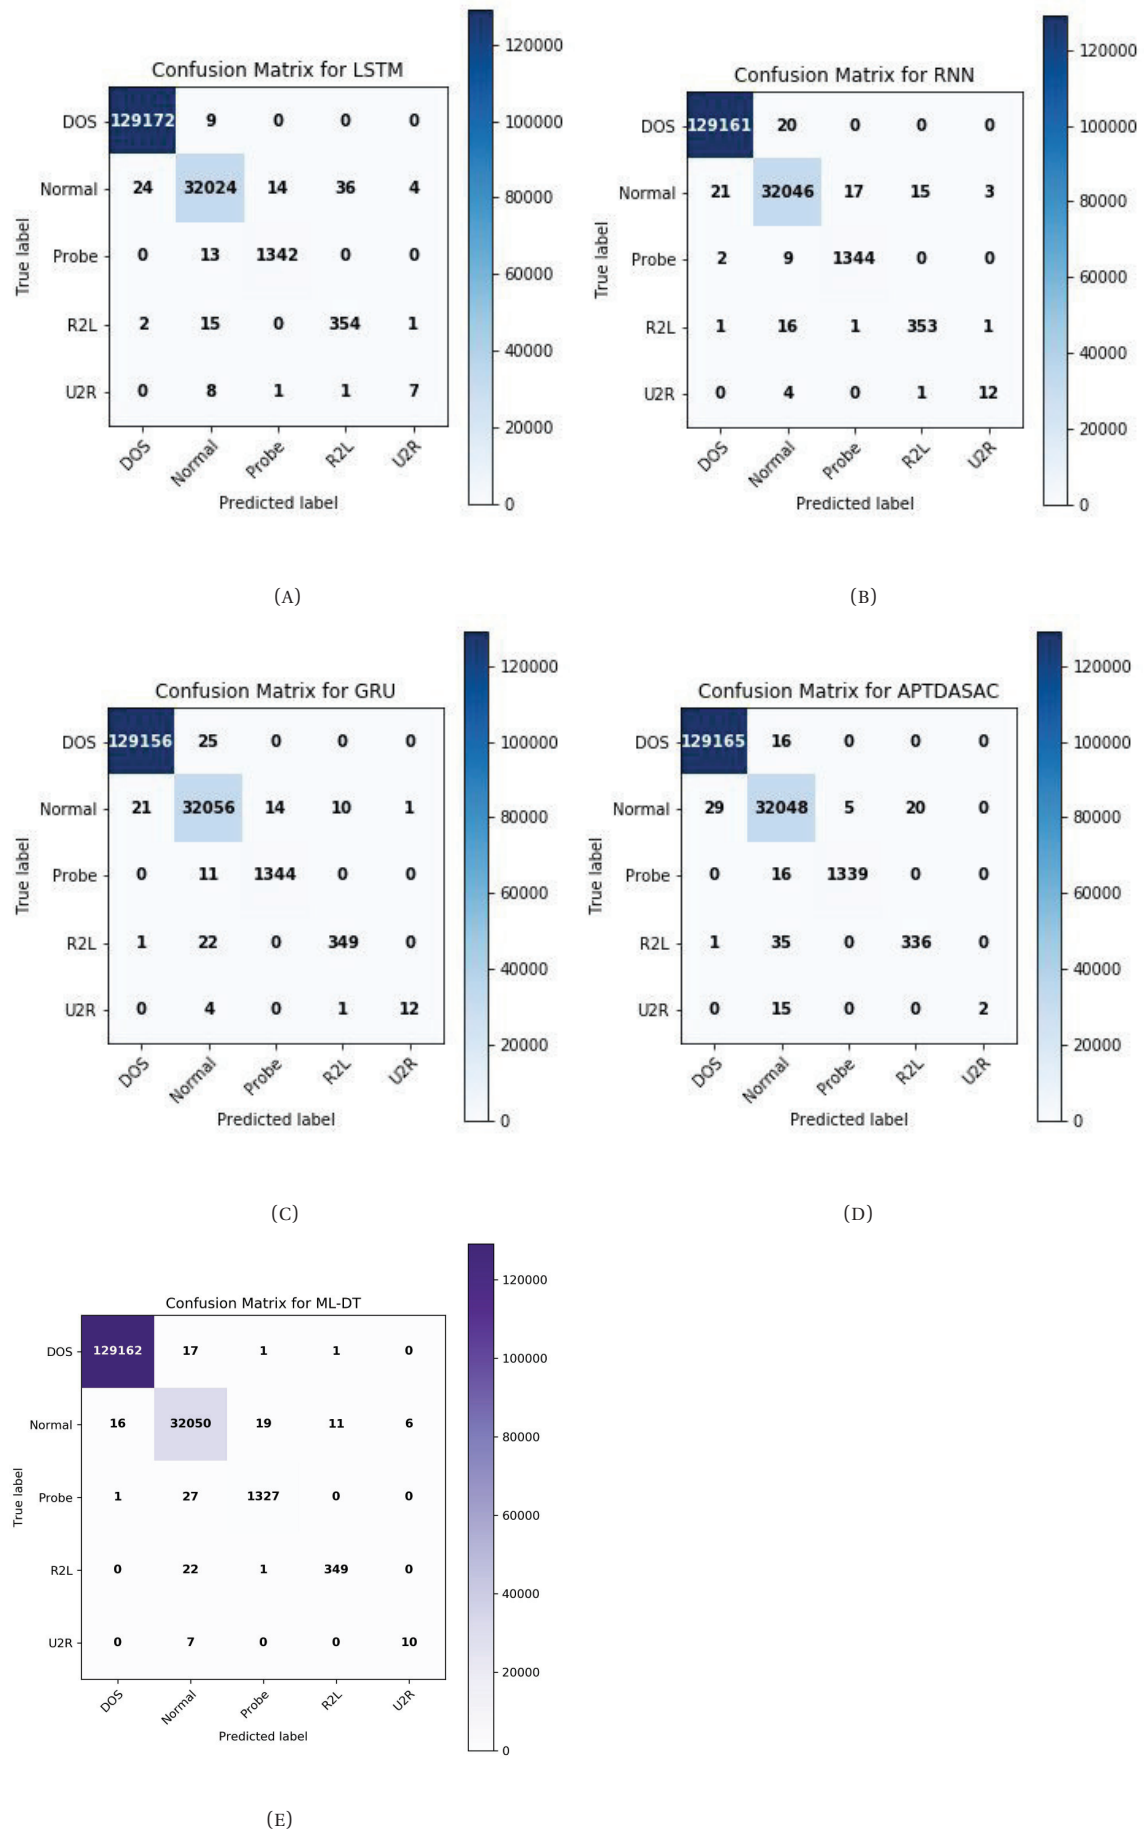 Confusion Matrix for LSTM
True label
DOS 129172 9 0 0 0
Normal 24 32024 14 36 4
Probe 0 13 1342 0 0
R2L 2 15 0 354 1
U2R 0 8 1 1 7
DOS Normal Probe R2L U2R
Predicted label
120000
100000
80000
60000
40000
20000
0
(A)
Confusion Matrix for RNN
True label
DOS 129161 20 0 0 0
Normal 21 32046 17 15 3
Probe 2 9 1344 0 0
R2L 1 16 1 353 1
U2R 0 4 0 1 12
DOS Normal Probe R2L U2R
Predicted label
120000
100000
80000
60000
40000
20000
0
(B)
Confusion Matrix for GRU
True label
DOS 129156 25 0 0 0
Normal 21 32056 14 10 1
Probe 0 11 1344 0 0
R2L 1 22 0 349 0
U2R 0 4 0 1 12
DOS Normal Probe R2L U2R
Predicted label
120000
100000
80000
60000
40000
20000
0
(C)
Confusion Matrix for APTDASAC
True label
DOS 129165 16 0 0 0
Normal 29 32048 5 20 0
Probe 0 16 1339 0 0
R2L 1 35 0 336 0
U2R 0 15 0 0 2
DOS Normal Probe R2L U2R
Predicted label
120000
100000
80000
60000
40000
20000
0
(D)
Confusion Matrix for ML-DT
True label
DOS 129162 17 1 1 0
Normal 16 32050 19 11 6
Probe 1 27 1327 0 0
R2L 0 22 1 349 0
U2R 0 7 0 0 10
DOS Normal Probe R2L U2R
Predicted label
120000
100000
80000
60000
40000
20000
0
(E)